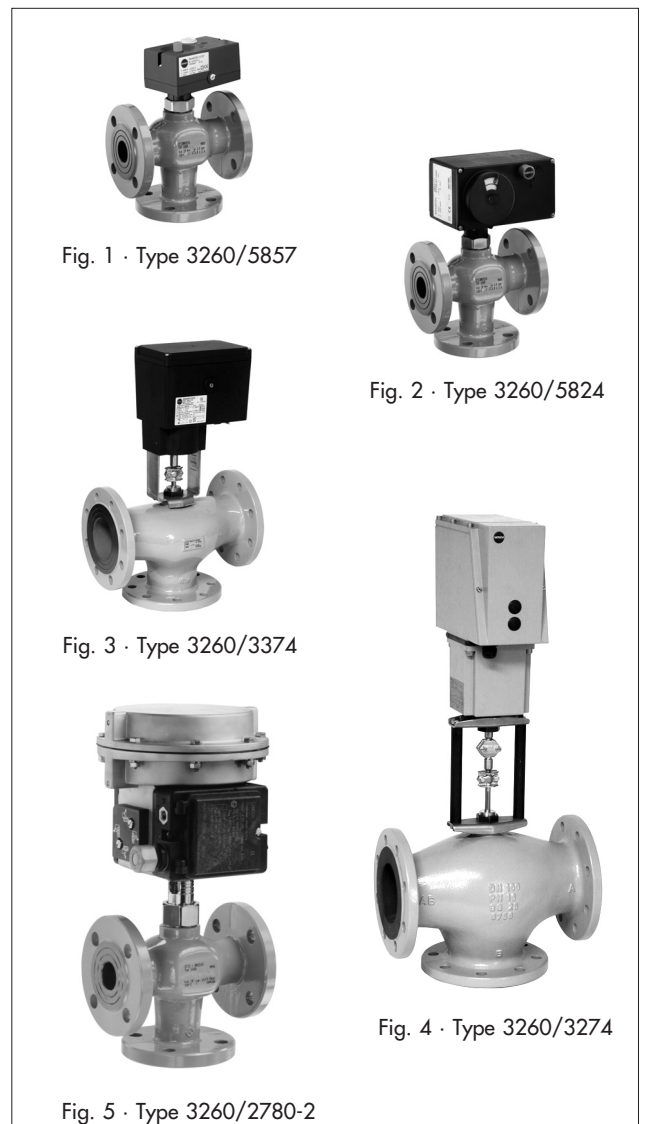 Fig. 1 · Type 3260/5857
Fig. 2 · Type 3260/5824
Fig. 3 · Type 3260/3374
AB
A
B
Fig. 4 · Type 3260/3274
Fig. 5 · Type 3260/2780-2